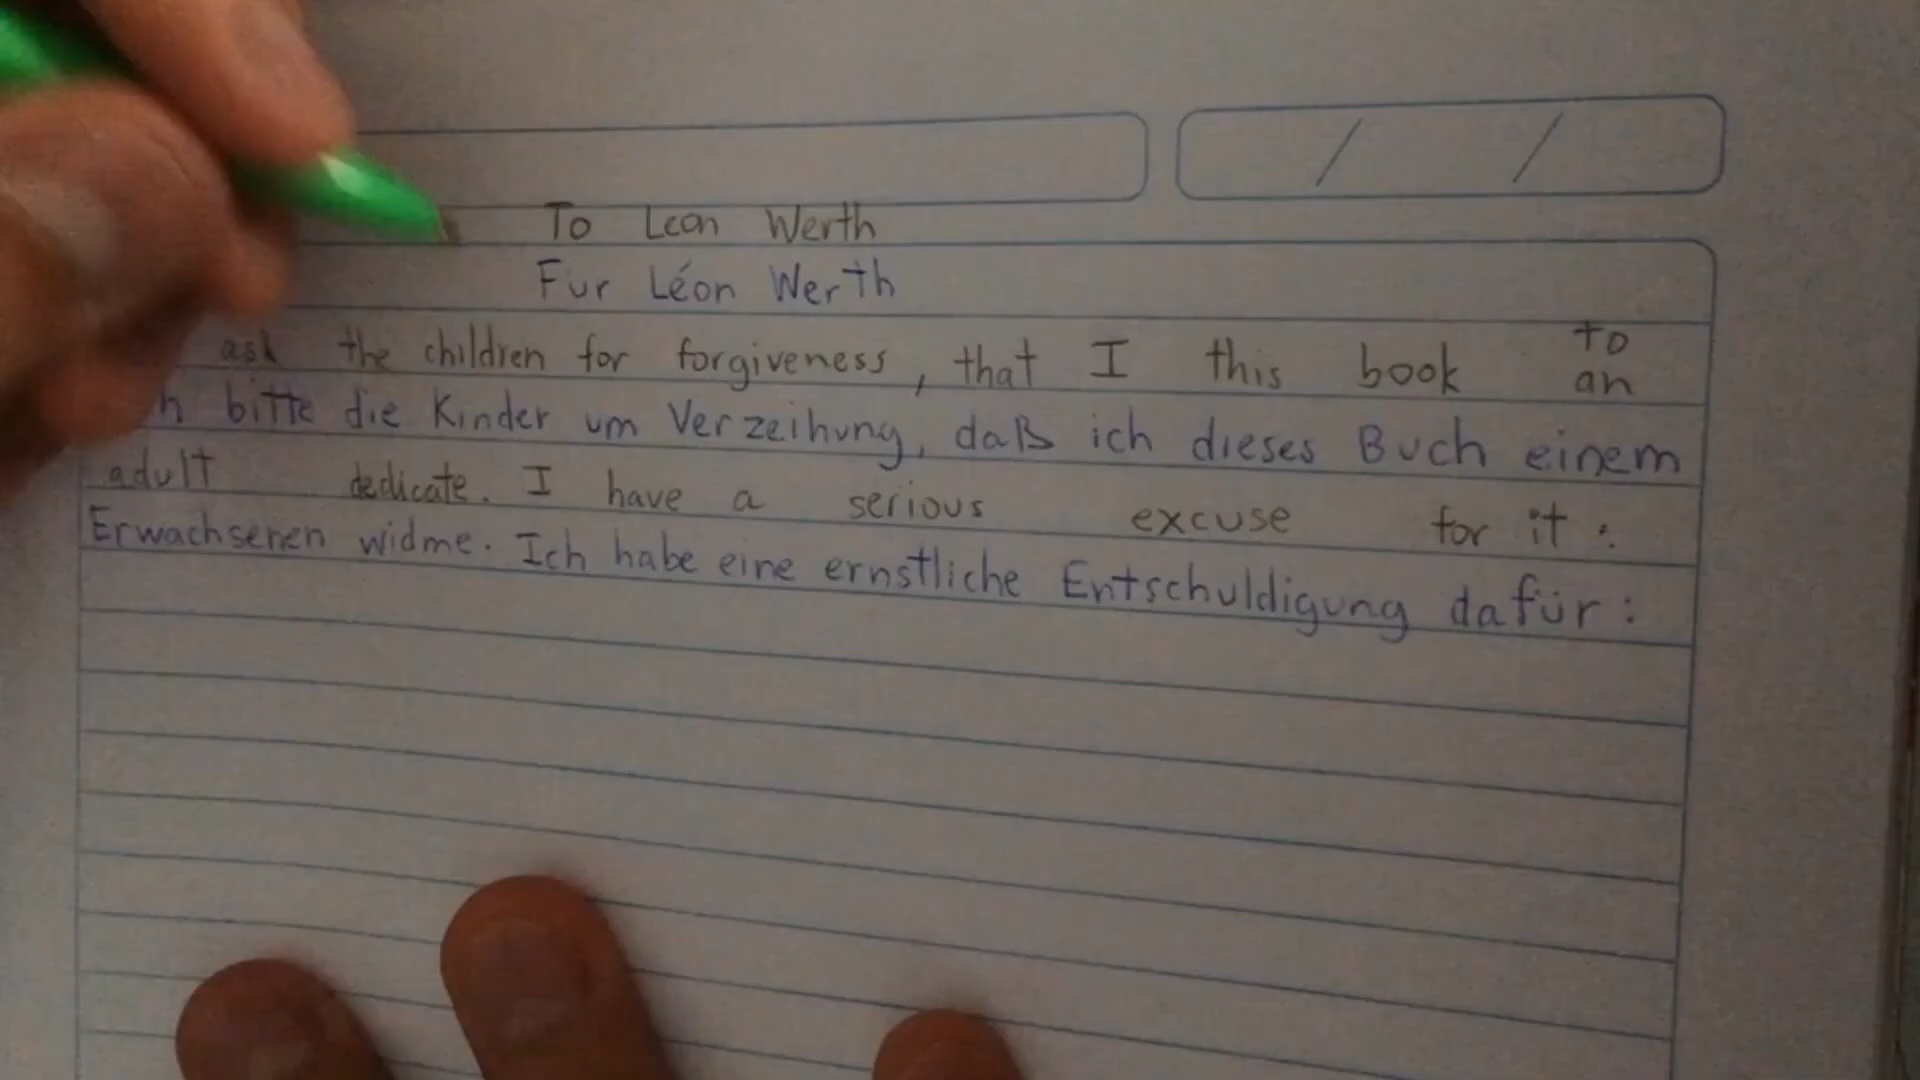 To Leon Werth
Fur Léon Werth
ask the children for forgiveness, that I this book to an
bitte die Kinder um Verzeihung, daß ich dieses Buch einem
adult dedicate. I have a serious excuse for it:
Erwachsenen widme. Ich habe eine ernstliche Entschuldigung dafür: